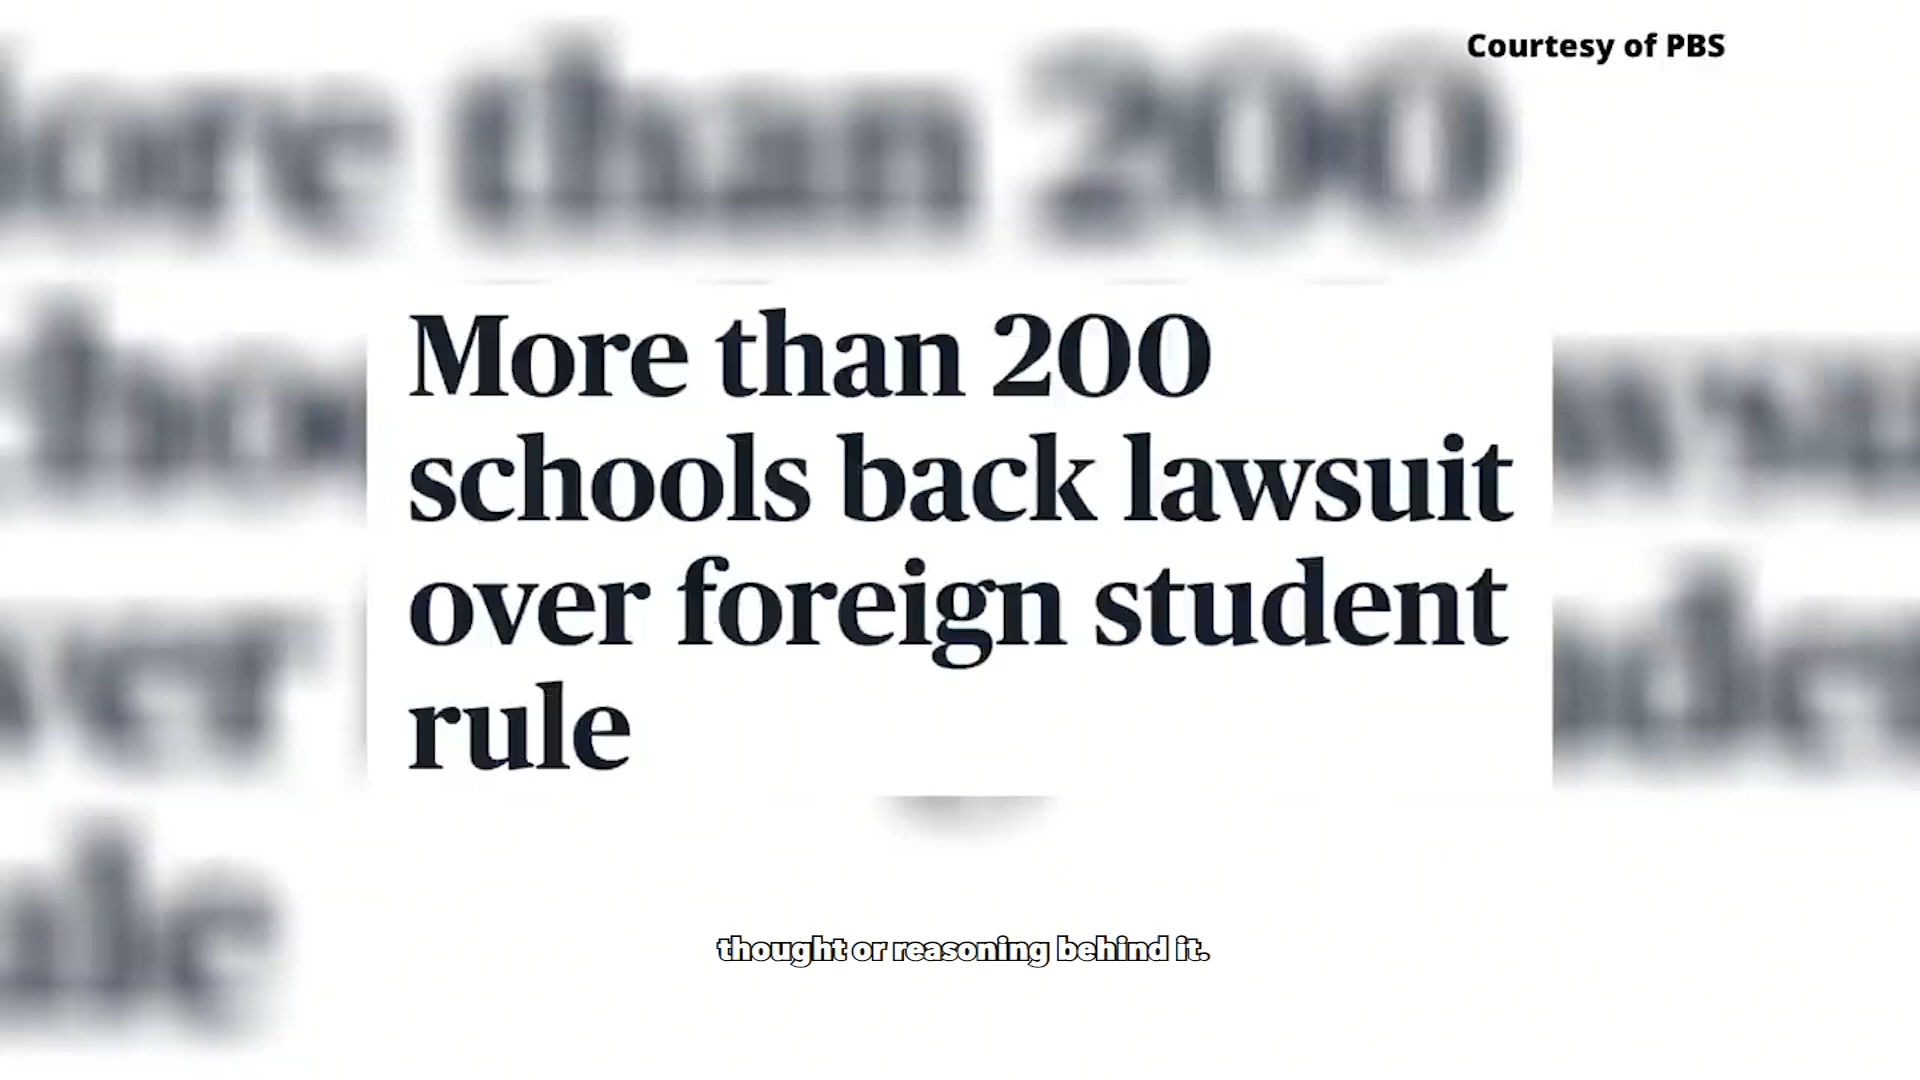 Courtesy of PBS
More than 200
schools back lawsuit
over foreign student
rule
thought or reasoning behind it.